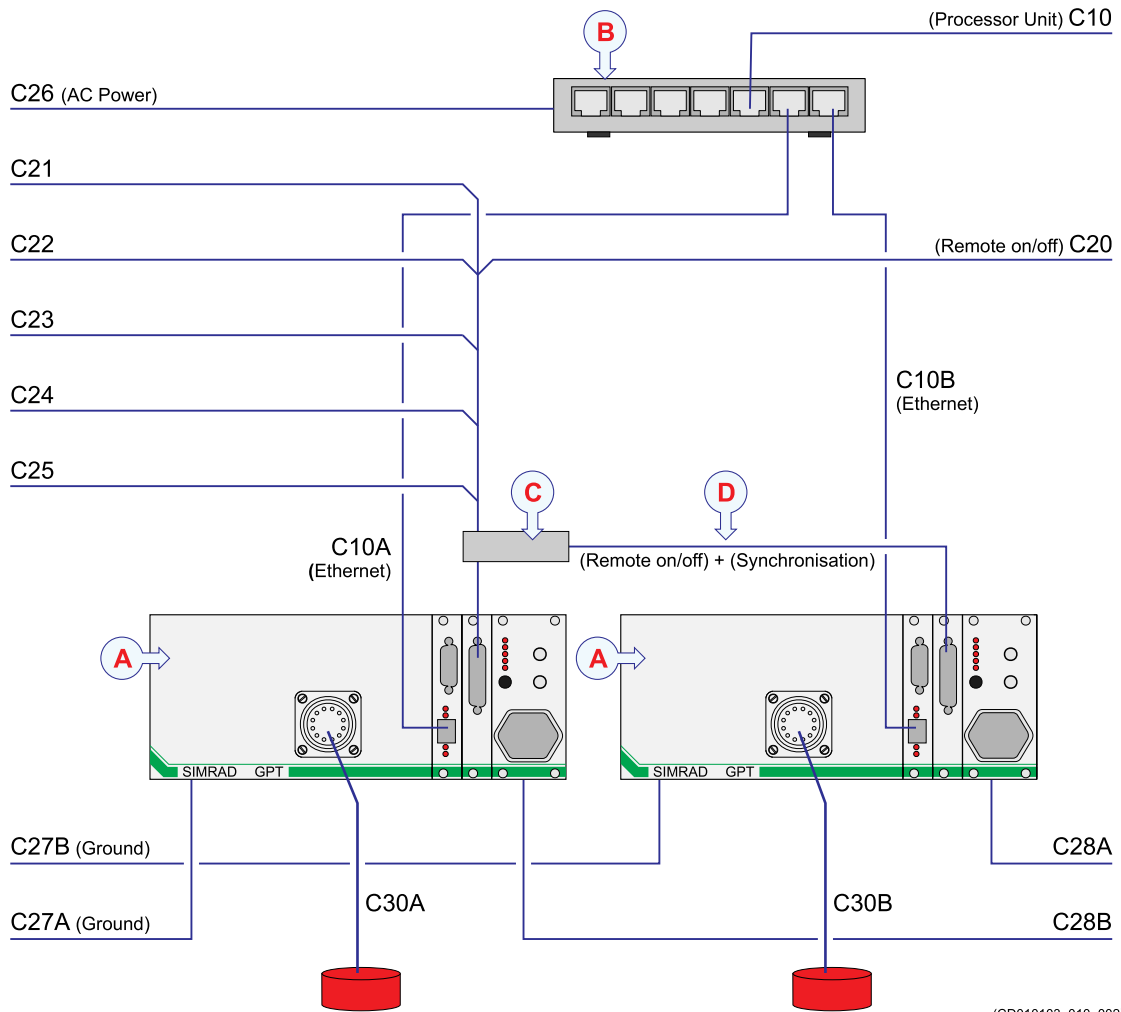 B
(Processor Unit) C10
C26 (AC Power)
C21
C22
(Remote on/off) C20
C23
C10B
(Ethernet)
C24
C25
C
D
C10A
(Ethernet)
(Remote on/off) + (Synchronisation)
A
A
SIMRAD GPT
SIMRAD GPT
C27B (Ground)
C28A
C30A
C30B
C27A (Ground)
C28B